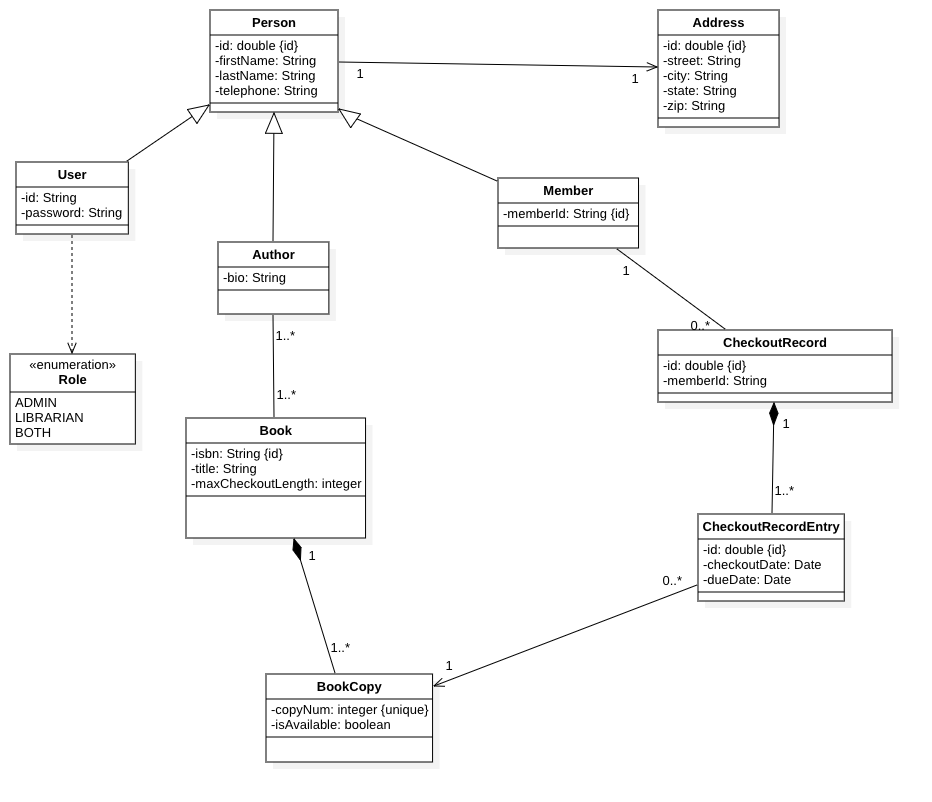 Person
-id: double {id}
-firstName: String
-lastName: String
-telephone: String
1
1
Address
-id: double {id}
-street: String
-city: String
-state: String
-zip: String
User
-id: String
-password: String
Member
-memberId: String {id}
1
0..*
Author
-bio: String
1..*
1..*
«enumeration»
Role
ADMIN
LIBRARIAN
BOTH
CheckoutRecord
-id: double {id}
-memberId: String
1
1..*
Book
-isbn: String {id}
-title: String
-maxCheckoutLength: integer
1
1..*
CheckoutRecordEntry
-id: double {id}
-checkoutDate: Date
-dueDate: Date
0..*
1
BookCopy
-copyNum: integer {unique}
-isAvailable: boolean